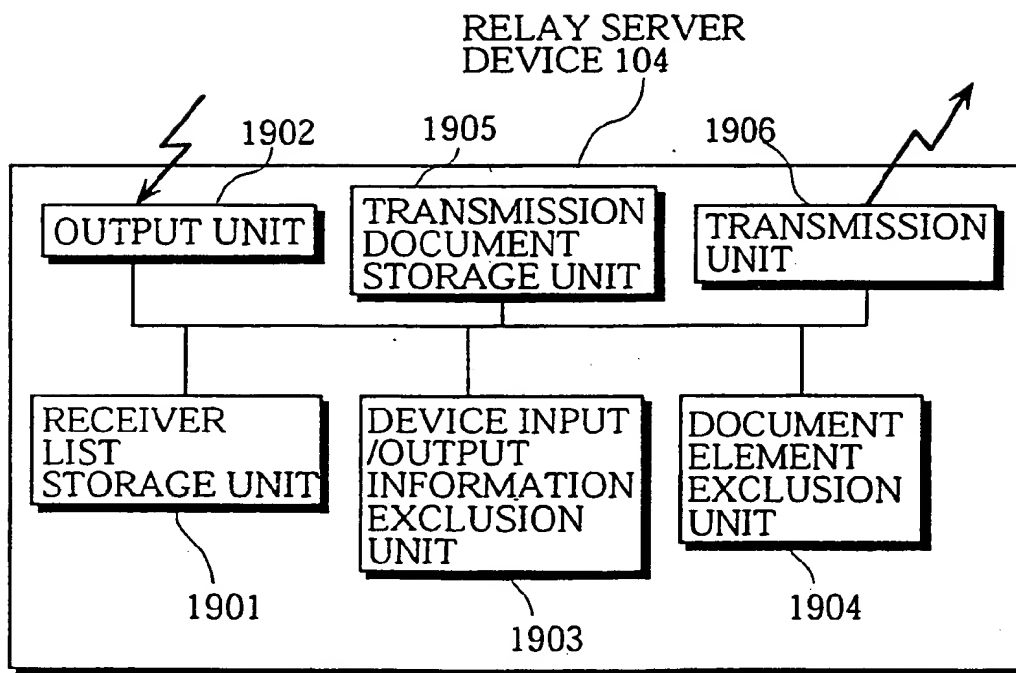 RELAY SERVER
DEVICE 104
1902
1905
1906
OUTPUT UNIT
TRANSMISSION
DOCUMENT
STORAGE UNIT
TRANSMISSION
UNIT
RECEIVER
LIST
STORAGE UNIT
DEVICE INPUT
/OUTPUT
INFORMATION
EXCLUSION
UNIT
DOCUMENT
ELEMENT
EXCLUSION
UNIT
1901
1903
1904